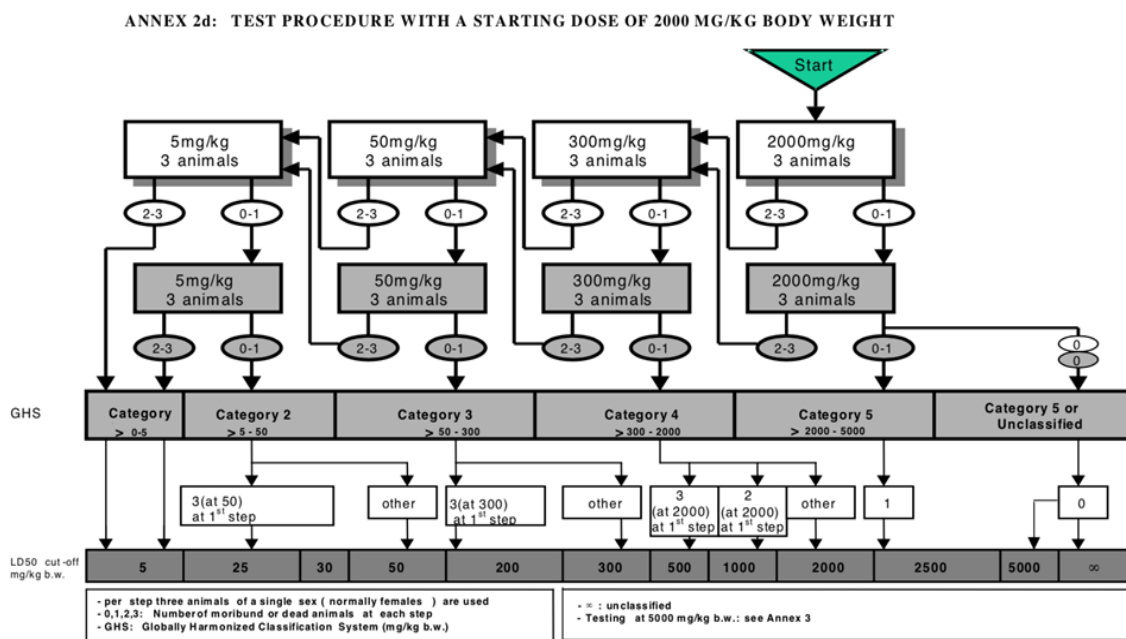 ANNEX 2d: TEST PROCEDURE WITH A STARTING DOSE OF 2000 MG/KG BODY WEIGHT
Start
5mg/kg
3 animals
50mg/kg
3 animals
300mg/kg
3 animals
2000mg/kg
3 animals
2-3
0-1
2-3
0-1
2-3
0-1
2-3
0-1
5mg/kg
3 animals
50mg/kg
3 animals
300mg/kg
3 animals
2000mg/kg
3 animals
2-3
0-1
2-3
0-1
2-3
0-1
2-3
0-1
0
0
GHS
Category
> 0-5
Category 2
> 5 - 50
Category 3
> 50 - 300
Category 4
> 300 - 2000
Category 5
> 2000 - 5000
Category 5 or
Unclassified
3(at 50)
at 1st step
other
3(at 300)
at 1st step
other
3
(at 2000)
at 1st step
2
(at 2000)
at 1st step
other
1
0
LD50 cut-off
mg/kg b.w.
5
25
30
50
200
300
500
1000
2000
2500
5000
∞
- per step three animals of a single sex ( normally females ) are used
- 0,1,2,3: Number of moribund or dead animals at each step
- GHS: Globally Harmonized Classification System (mg/kg b.w.)
- ∞ : unclassified
- Testing at 5000 mg/kg b.w.: see Annex 3